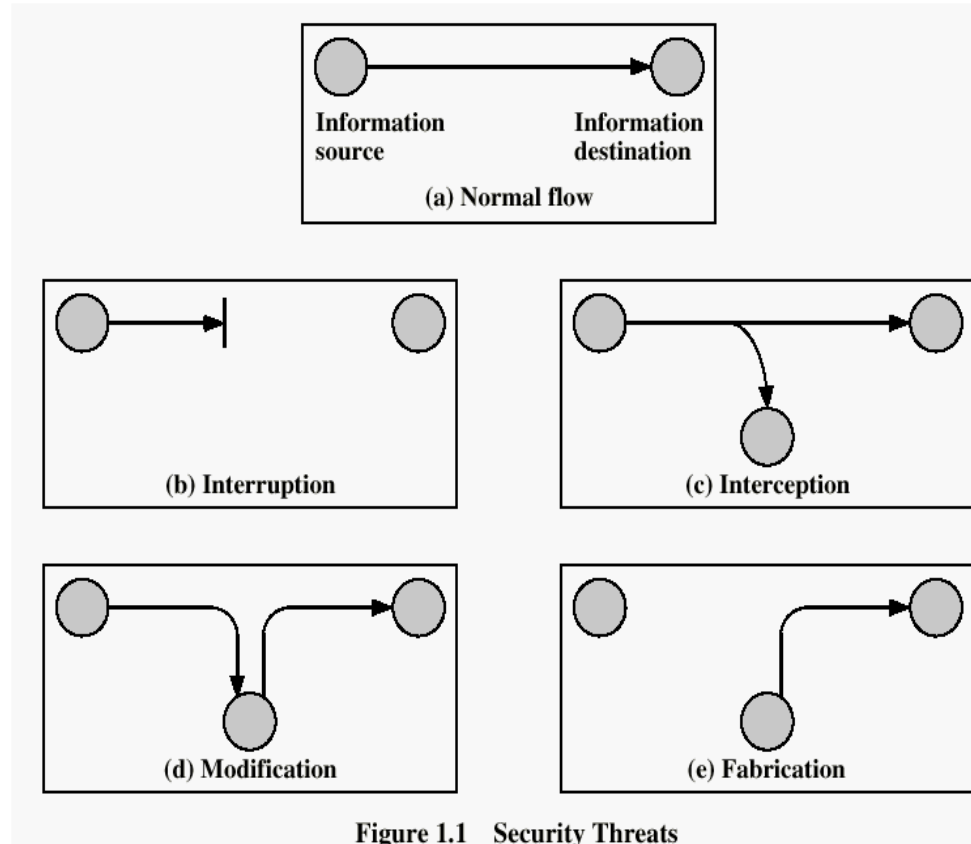 Information
source
Information
destination
(a) Normal flow
(b) Interruption
(c) Interception
(d) Modification
(e) Fabrication
Figure 1.1 Security Threats